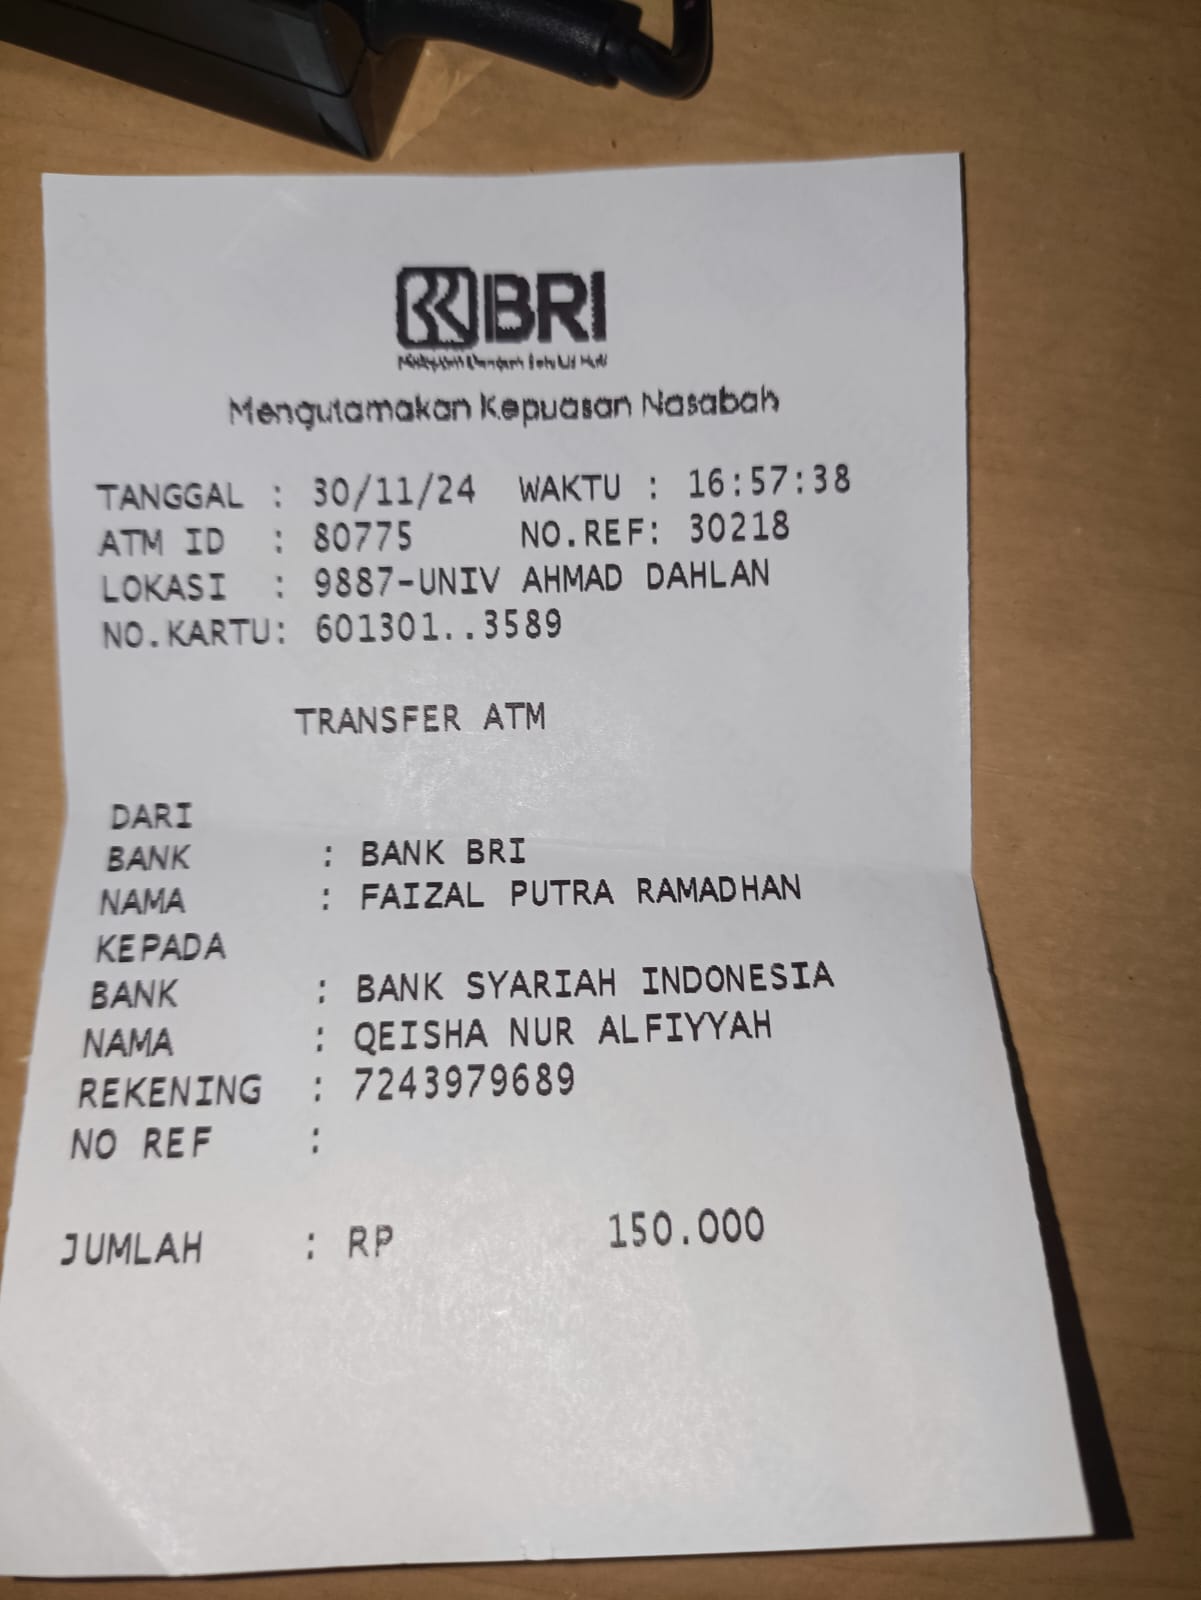 BRI
Mengutamakan Kepuasan Nasabah
TANGGAL : 30/11/24 WAKTU : 16:57:38
ATM ID : 80775 NO.REF: 30218
LOKASI : 9887-UNIV AHMAD DAHLAN
NO.KARTU: 601301..3589
TRANSFER ATM
DARI
BANK : BANK BRI
NAMA : FAIZAL PUTRA RAMADHAN
KEPADA
BANK : BANK SYARIAH INDONESIA
NAMA : QEISHA NUR ALFIYYAH
REKENING : 7243979689
NO REF :
JUMLAH : RP 150.000